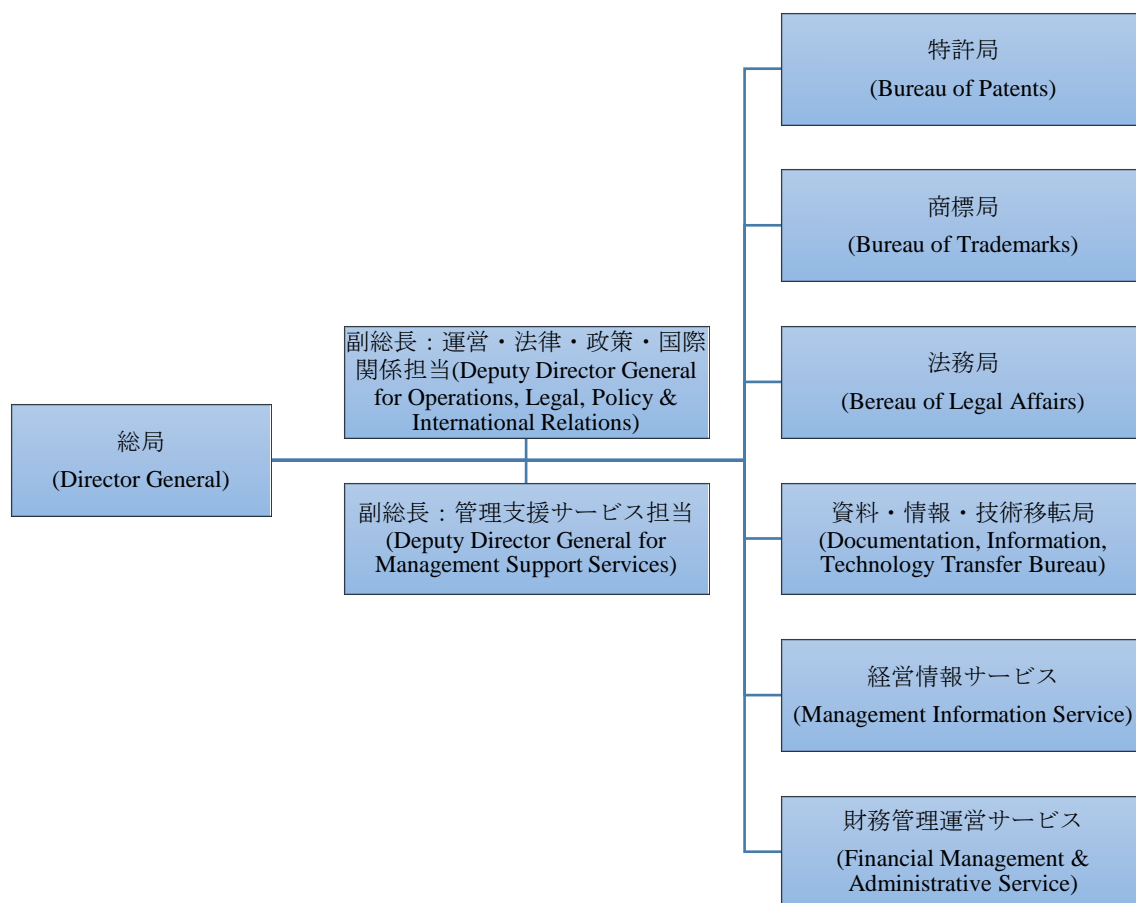 総局
(Director General)
副総長：運営・法律・政策・国際
関係担当(Deputy Director General
for Operations, Legal, Policy &
International Relations)
副総長：管理支援サービス担当
(Deputy Director General for
Management Support Services)
特許局
(Bureau of Patents)
商標局
(Bureau of Trademarks)
法務局
(Bereau of Legal Affairs)
資料・情報・技術移転局
(Documentation, Information,
Technology Transfer Bureau)
経営情報サービス
(Management Information Service)
財務管理運営サービス
(Financial Management &
Administrative Service)